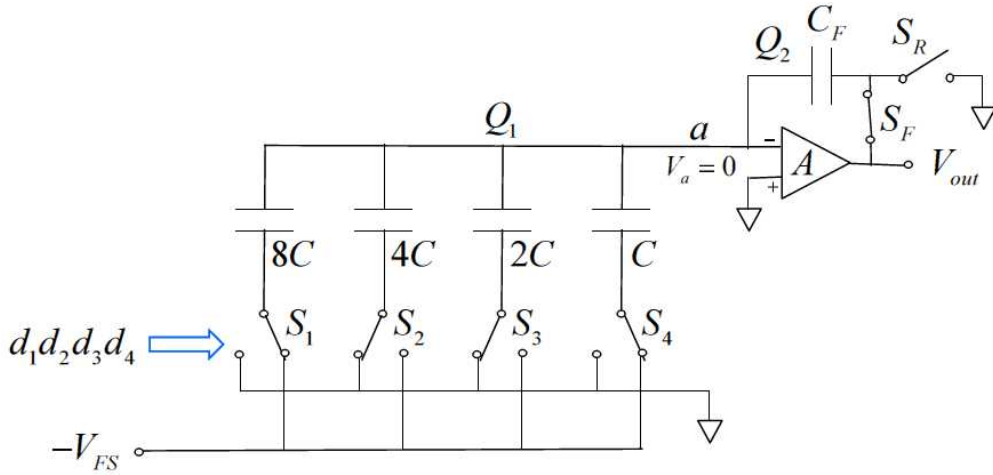 C_F
Q_2
S_R
S_F
Q_1
a
V_a = 0
-
+
A
V_out
8C
4C
2C
C
S_1
S_2
S_3
S_4
d_1d_2d_3d_4
-V_FS